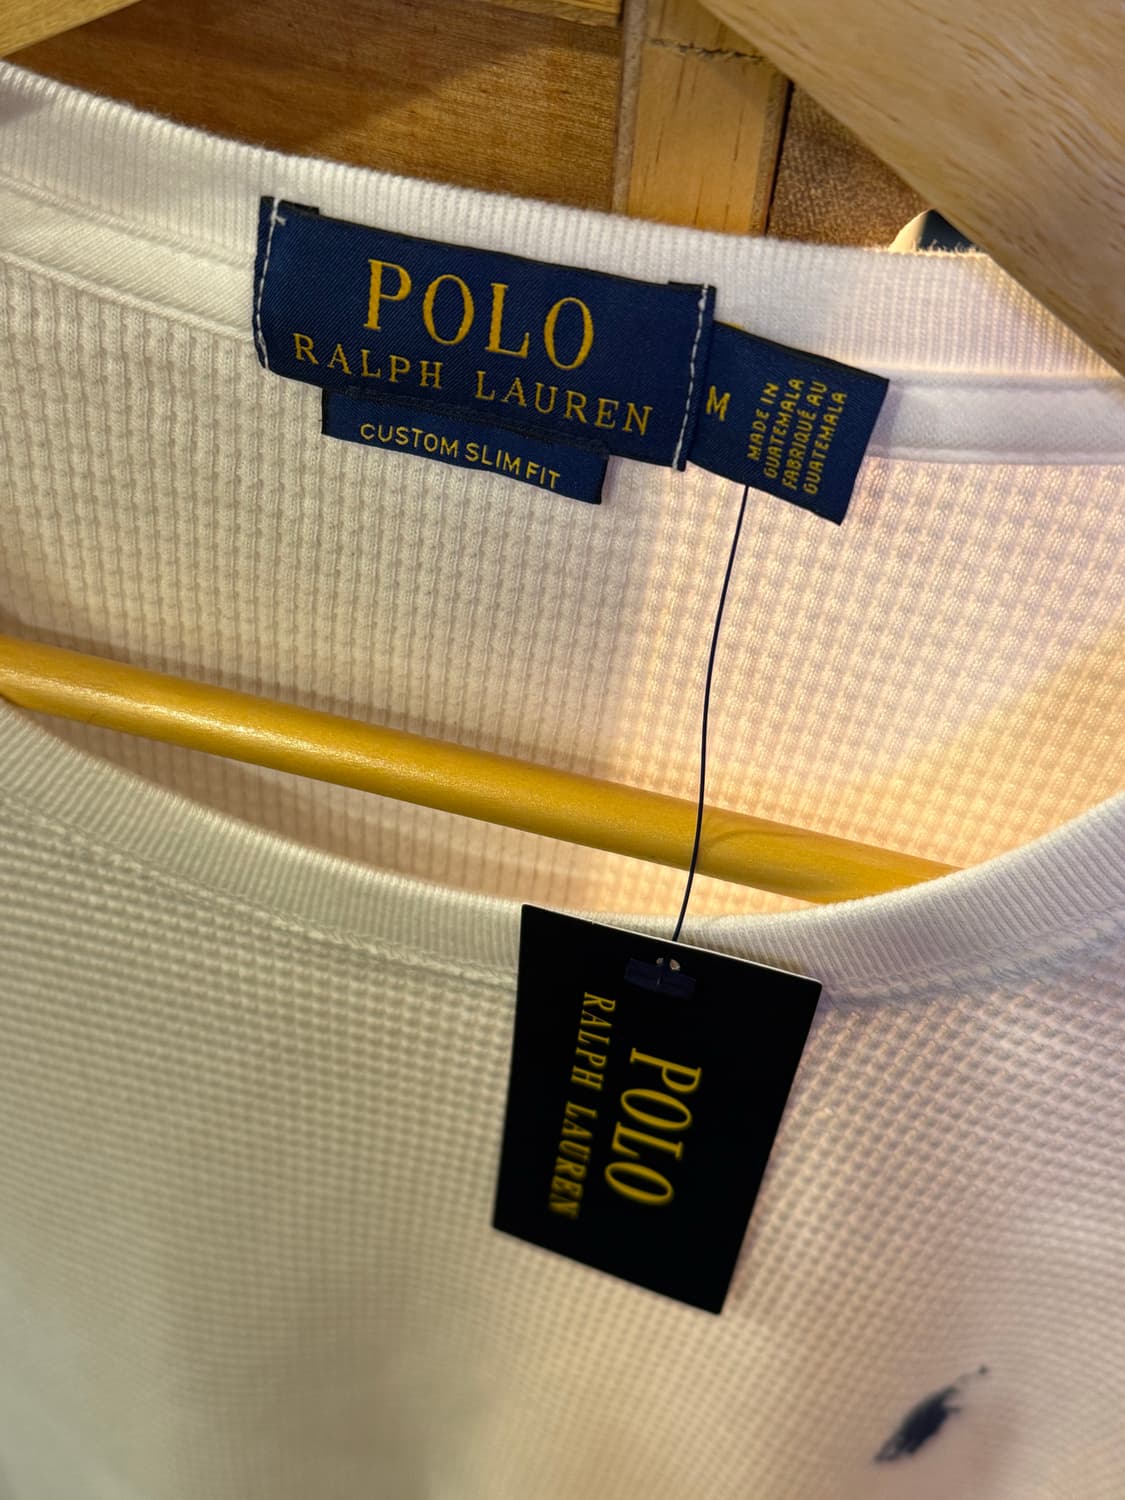 POLO
RALPH LAUREN
CUSTOM SLIM FIT
M
MADE IN
GUATEMALA
FABRIQUÉ AU
GUATEMALA
POLO
RALPH LAUREN